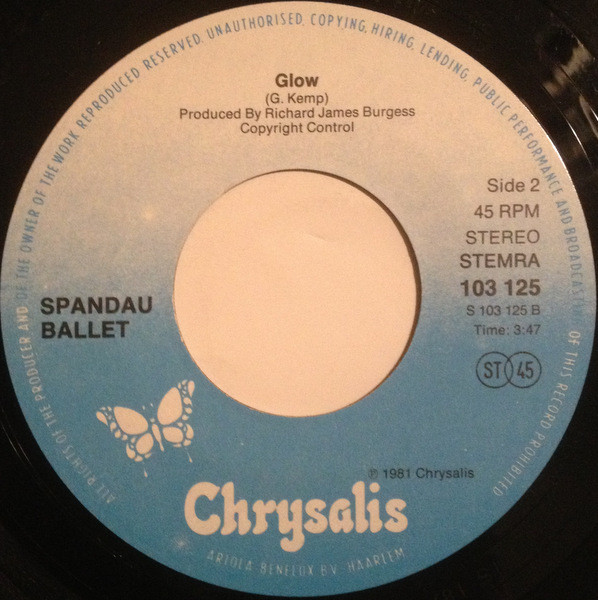 ALL RIGHTS OF THE PRODUCER AND OF THE OWNER OF THE WORK REPRODUCED RESERVED. UNAUTHORISED, COPYING, HIRING, LENDING, PUBLIC PERFORMANCE AND BROADCASTING OF THIS RECORD PROHIBITED
Glow
(G. Kemp)
Produced By Richard James Burgess
Copyright Control
Side 2
45 RPM
STEREO
STEMRA
103 125
S 103 125 B
Time: 3:47
ST 45
SPANDAU
BALLET
℗ 1981 Chrysalis
Chrysalis
ARIOLA BENELUX B.V. HAARLEM